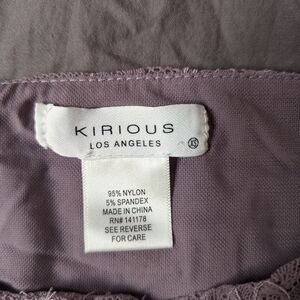 KIRIOUS
LOS ANGELES
XS
95% NYLON
5% SPANDEX
MADE IN CHINA
RN# 141178
SEE REVERSE
FOR CARE